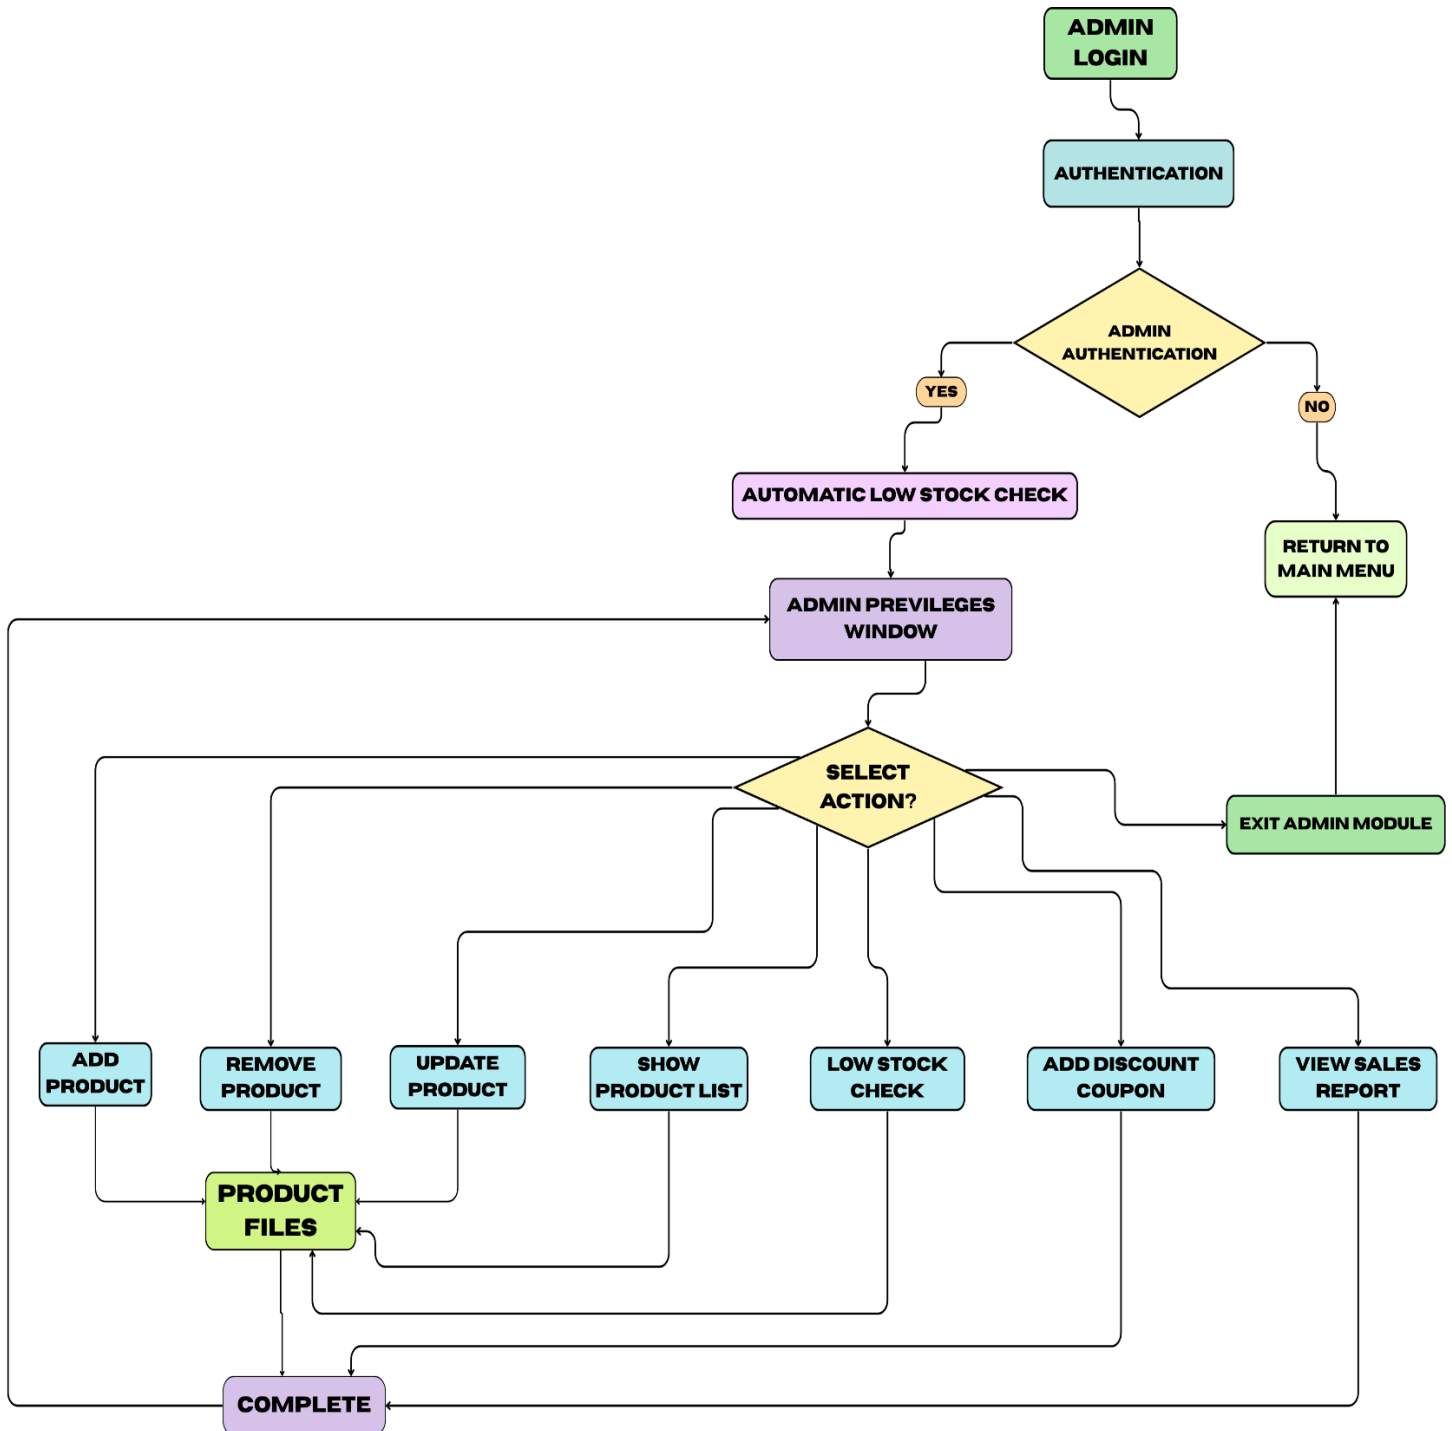 ADMIN
LOGIN
AUTHENTICATION
ADMIN
AUTHENTICATION
YES
NO
AUTOMATIC LOW STOCK CHECK
RETURN TO
MAIN MENU
ADMIN PREVILEGES
WINDOW
SELECT
ACTION?
EXIT ADMIN MODULE
ADD
PRODUCT
REMOVE
PRODUCT
UPDATE
PRODUCT
SHOW
PRODUCT LIST
LOW STOCK
CHECK
ADD DISCOUNT
COUPON
VIEW SALES
REPORT
PRODUCT
FILES
COMPLETE